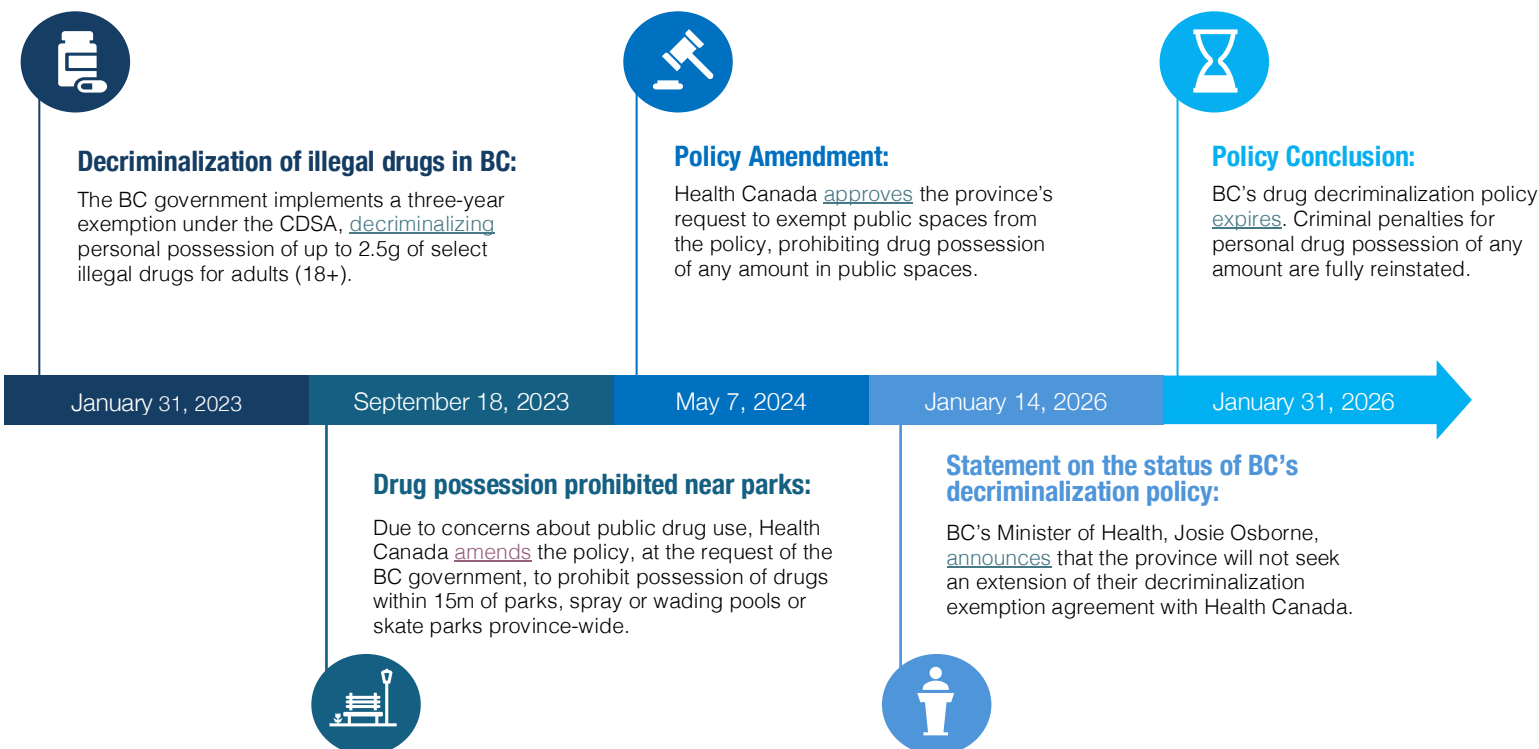 Decriminalization of illegal drugs in BC:
The BC government implements a three-year
exemption under the CDSA, decriminalizing
personal possession of up to 2.5g of select
illegal drugs for adults (18+).
Policy Amendment:
Health Canada approves the province's
request to exempt public spaces from
the policy, prohibiting drug possession
of any amount in public spaces.
Policy Conclusion:
BC's drug decriminalization policy
expires. Criminal penalties for
personal drug possession of any
amount are fully reinstated.
January 31, 2023
September 18, 2023
May 7, 2024
January 14, 2026
January 31, 2026
Drug possession prohibited near parks:
Due to concerns about public drug use, Health
Canada amends the policy, at the request of the
BC government, to prohibit possession of drugs
within 15m of parks, spray or wading pools or
skate parks province-wide.
Statement on the status of BC's
decriminalization policy:
BC's Minister of Health, Josie Osborne,
announces that the province will not seek
an extension of their decriminalization
exemption agreement with Health Canada.